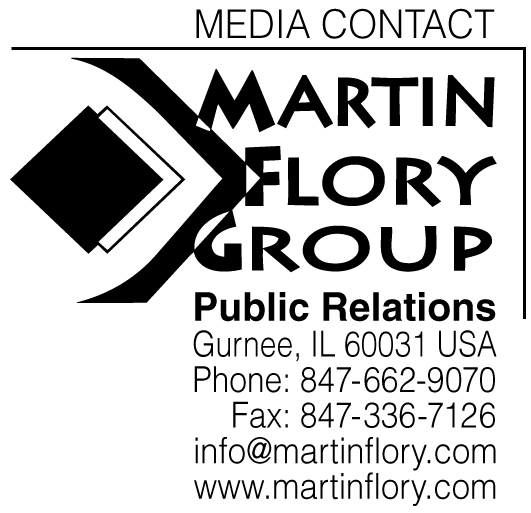 MEDIA CONTACT
MARTIN
FLORY
GROUP
Public Relations
Gurnee, IL 60031 USA
Phone: 847-662-9070
Fax: 847-336-7126
info@martinflory.com
www.martinflory.com